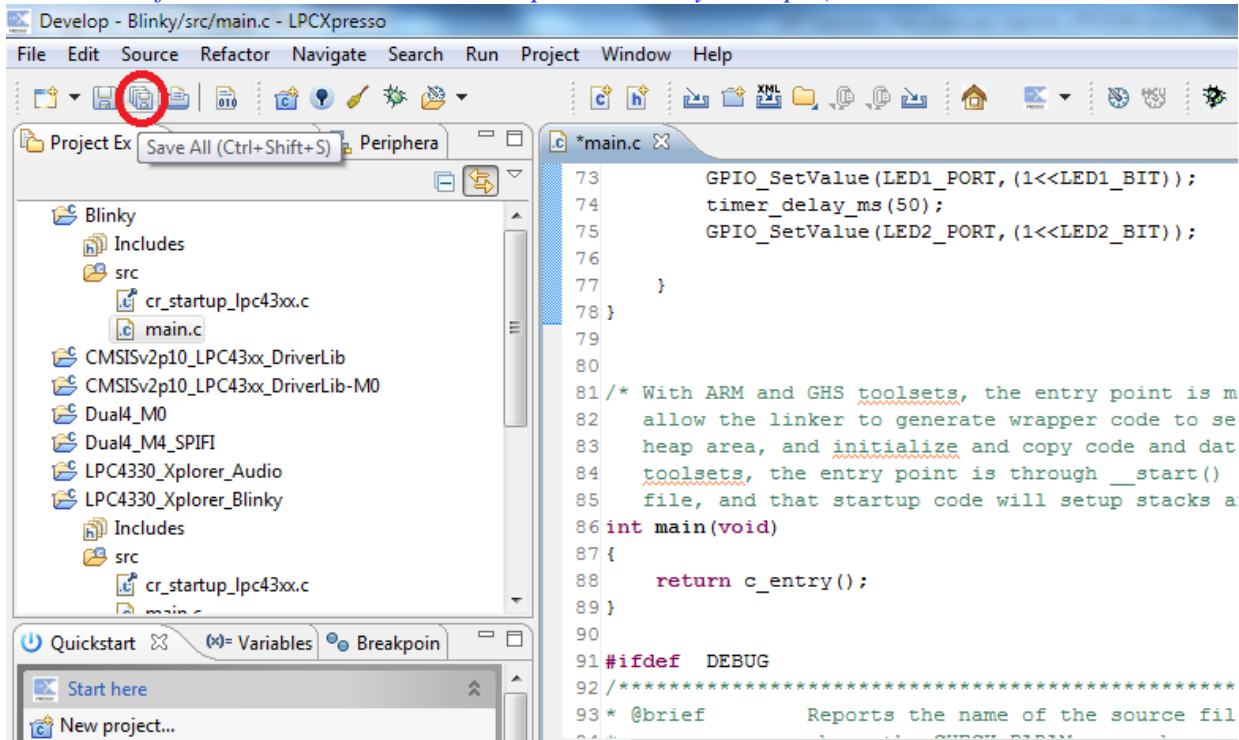 Develop - Blinky/src/main.c - LPCXpresso
File Edit Source Refactor Navigate Search Run Project Window Help
Project Ex
Periphera
Save All (Ctrl+Shift+S)
Blinky
Includes
src
cr_startup_lpc43xx.c
main.c
CMSISv2p10_LPC43xx_DriverLib
CMSISv2p10_LPC43xx_DriverLib-M0
Dual4_M0
Dual4_M4_SPIFI
LPC4330_Xplorer_Audio
LPC4330_Xplorer_Blinky
Includes
src
cr_startup_lpc43xx.c
main.c
Quickstart (x)= Variables Breakpoin
Start here
New project...
*main.c
73 GPIO_SetValue(LED1_PORT,(1<<LED1_BIT));
74 timer_delay_ms(50);
75 GPIO_SetValue(LED2_PORT,(1<<LED2_BIT));
76
77 }
78 }
79
80
81 /* With ARM and GHS toolsets, the entry point is m
82 allow the linker to generate wrapper code to se
83 heap area, and initialize and copy code and dat
84 toolsets, the entry point is through __start()
85 file, and that startup code will setup stacks a
86 int main(void)
87 {
88 return c_entry();
89 }
90
91 #ifdef DEBUG
92 /*************************************************
93 * @brief Reports the name of the source fil